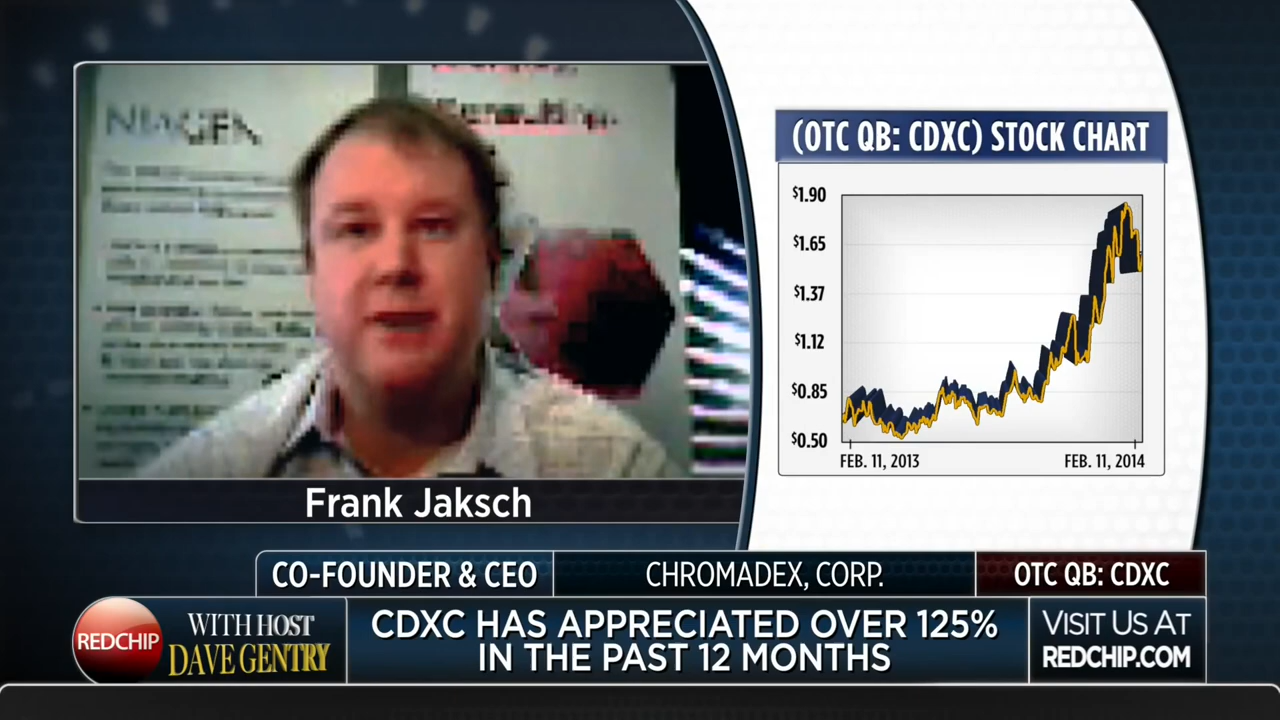 NIAGEN
(OTC QB: CDXC) STOCK CHART
$1.90
$1.65
$1.37
$1.12
$0.85
$0.50
FEB. 11, 2013
FEB. 11, 2014
Frank Jaksch
CO-FOUNDER & CEO
CHROMADEX, CORP.
OTC QB: CDXC
REDCHIP
WITH HOST
DAVE GENTRY
CDXC HAS APPRECIATED OVER 125%
IN THE PAST 12 MONTHS
VISIT US AT
REDCHIP.COM